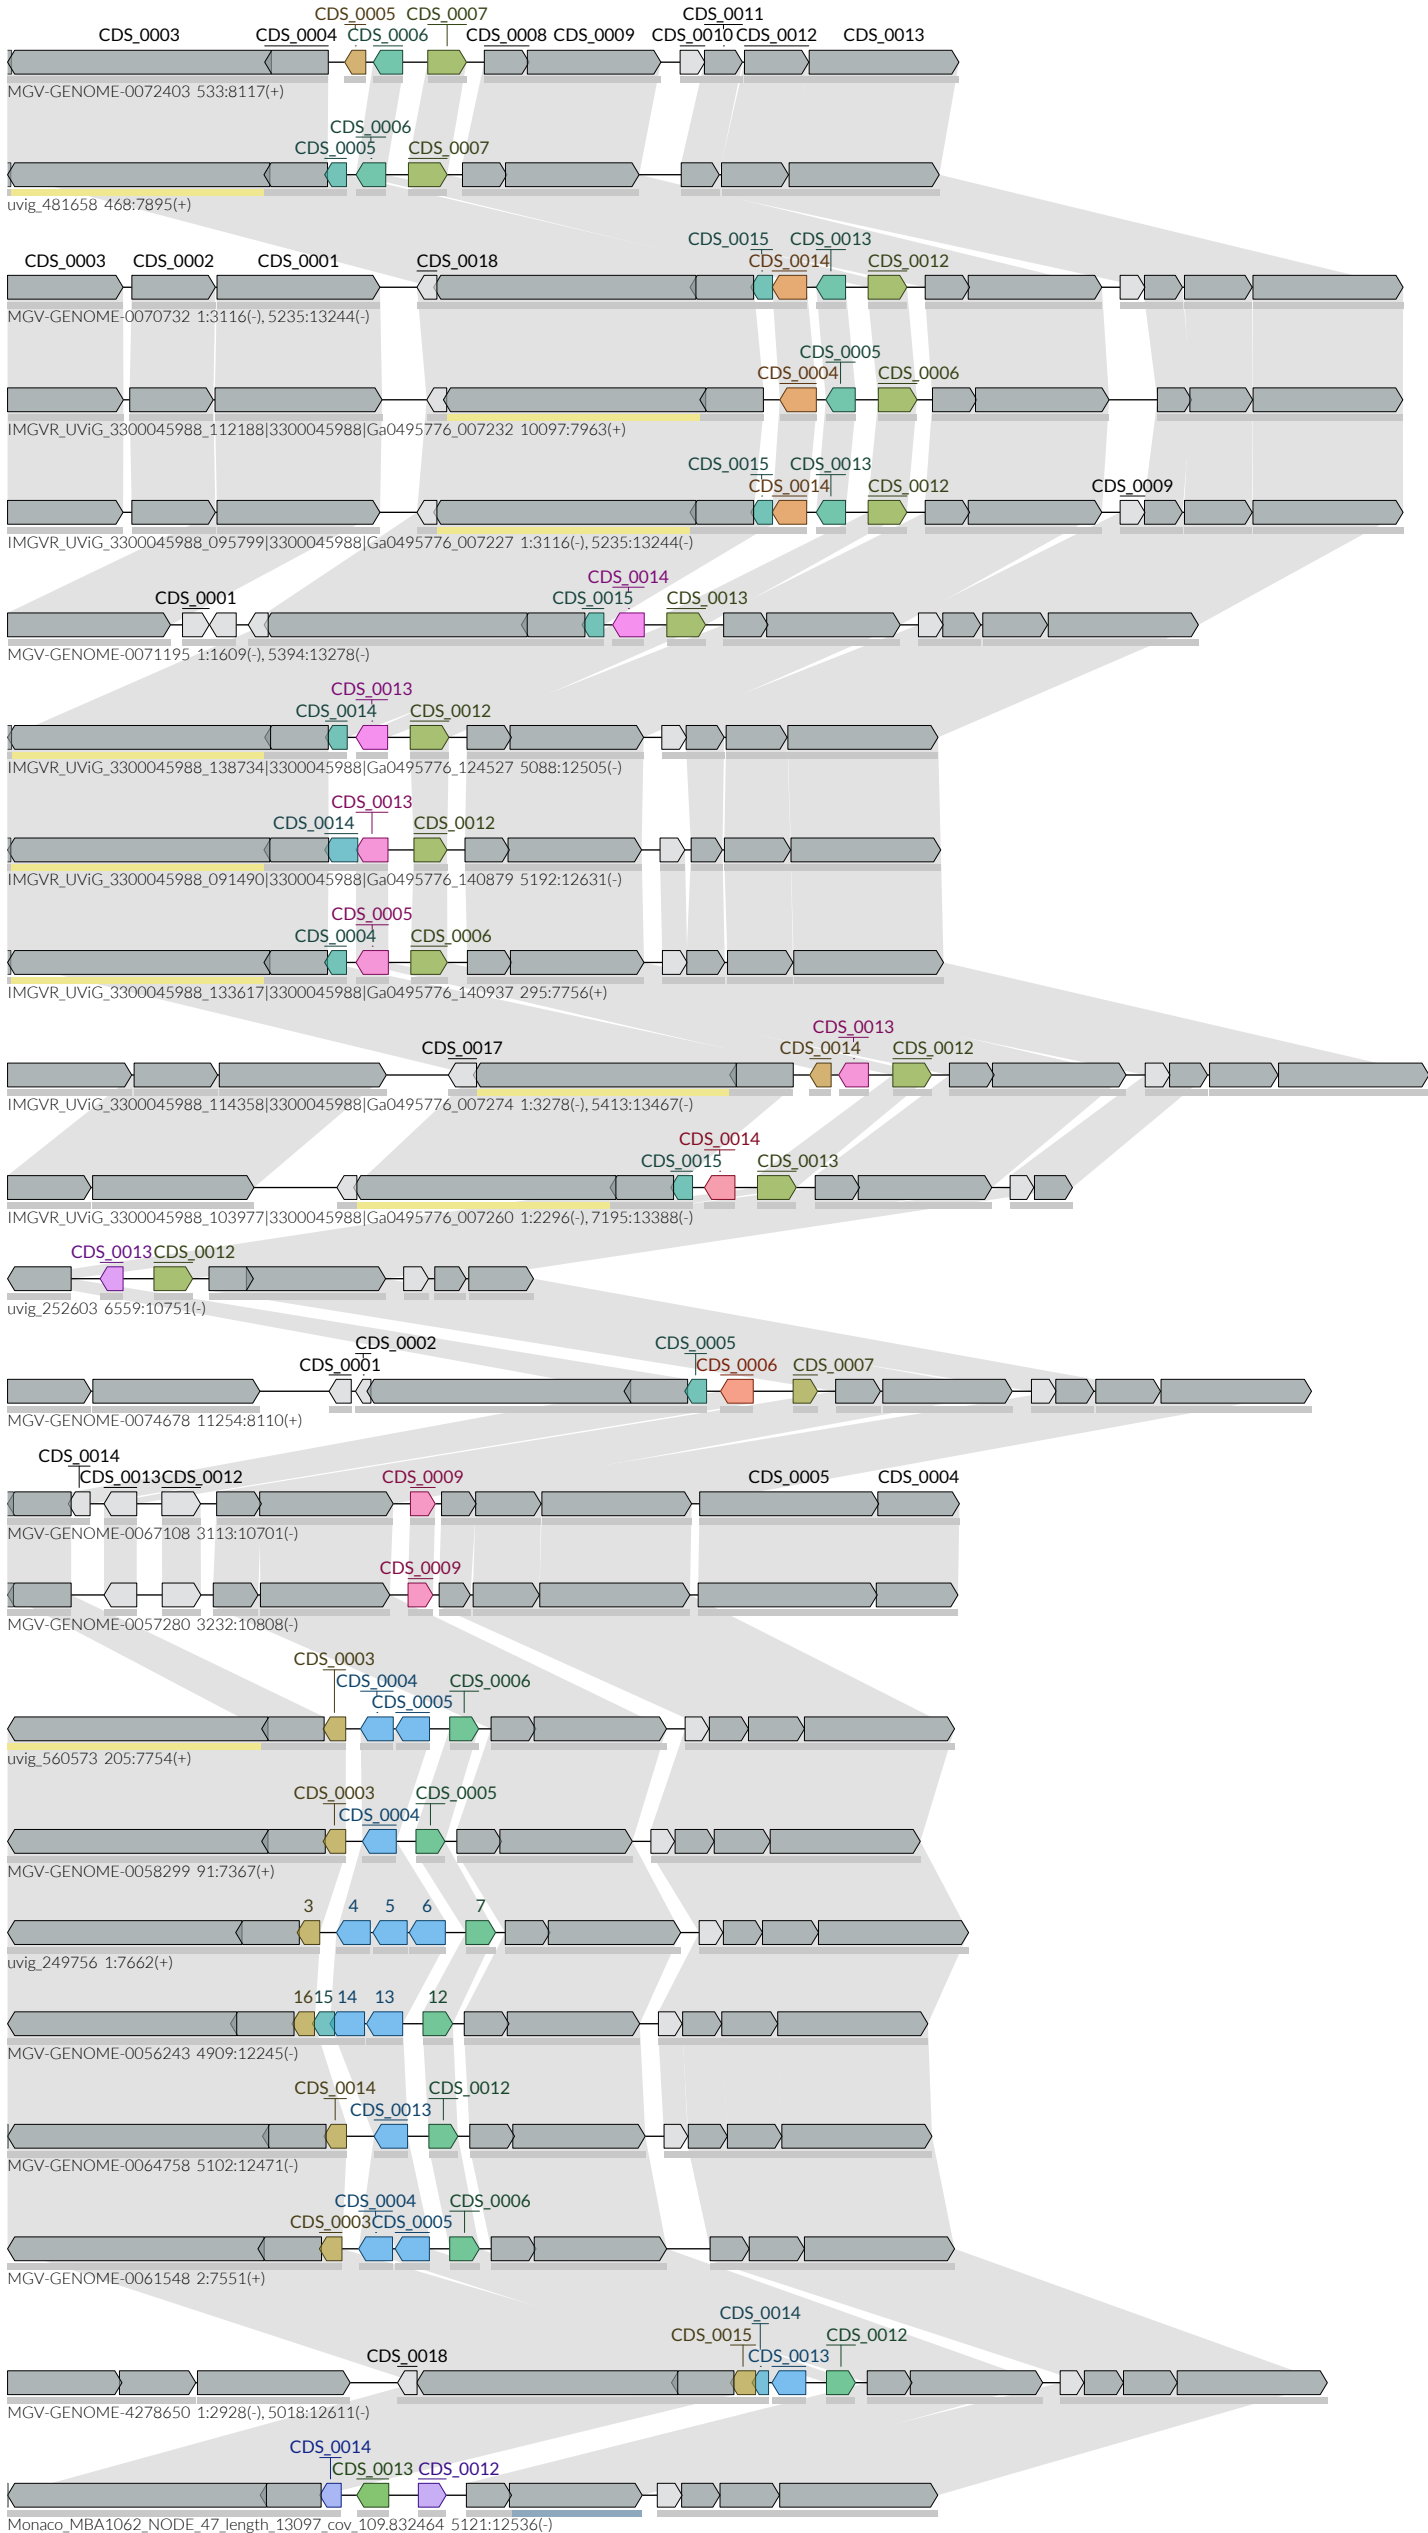 CDS_0005 CDS_0007 CDS_0011
CDS_0003 CDS_0004 CDS_0006 CDS_0008 CDS_0009 CDS_0010 CDS_0012 CDS_0013
MGV-GENOME-0072403 533:8117(+)
CDS_0006
CDS_0005 CDS_0007
uvig_481658 468:7895(+)
CDS_0015 CDS_0013
CDS_0003 CDS_0002 CDS_0001 CDS_0018 CDS_0014 CDS_0012
MGV-GENOME-0070732 1:3116(-), 5235:13244(-)
CDS_0005
CDS_0004 CDS_0006
IMGVR_UViG_3300045988_112188|3300045988|Ga0495776_007232 10097:7963(+)
CDS_0015 CDS_0013
CDS_0014 CDS_0012 CDS_0009
IMGVR_UViG_3300045988_095799|3300045988|Ga0495776_007227 1:3116(-), 5235:13244(-)
CDS_0014
CDS_0001 CDS_0015 CDS_0013
MGV-GENOME-0071195 1:1609(-), 5394:13278(-)
CDS_0013
CDS_0014 CDS_0012
IMGVR_UViG_3300045988_138734|3300045988|Ga0495776_124527 5088:12505(-)
CDS_0013
CDS_0014 CDS_0012
IMGVR_UViG_3300045988_091490|3300045988|Ga0495776_140879 5192:12631(-)
CDS_0005
CDS_0004 CDS_0006
IMGVR_UViG_3300045988_133617|3300045988|Ga0495776_140937 295:7756(+)
CDS_0013
CDS_0017 CDS_0014 CDS_0012
IMGVR_UViG_3300045988_114358|3300045988|Ga0495776_007274 1:3278(-), 5413:13467(-)
CDS_0014
CDS_0015 CDS_0013
IMGVR_UViG_3300045988_103977|3300045988|Ga0495776_007260 1:2296(-), 7195:13388(-)
CDS_0013 CDS_0012
uvig_252603 6559:10751(-)
CDS_0002 CDS_0005
CDS_0001 CDS_0006 CDS_0007
MGV-GENOME-0074678 11254:8110(+)
CDS_0014
CDS_0013 CDS_0012 CDS_0009 CDS_0005 CDS_0004
MGV-GENOME-0067108 3113:10701(-)
CDS_0009
MGV-GENOME-0057280 3232:10808(-)
CDS_0003
CDS_0004 CDS_0006
CDS_0005
uvig_560573 205:7754(+)
CDS_0003 CDS_0005
CDS_0004
MGV-GENOME-0058299 91:7367(+)
3 4 5 6 7
uvig_249756 1:7662(+)
16 15 14 13 12
MGV-GENOME-0056243 4909:12245(-)
CDS_0014 CDS_0012
CDS_0013
MGV-GENOME-0064758 5102:12471(-)
CDS_0004 CDS_0006
CDS_0003 CDS_0005
MGV-GENOME-0061548 2:7551(+)
CDS_0014
CDS_0015 CDS_0012
CDS_0018 CDS_0013
MGV-GENOME-4278650 1:2928(-), 5018:12611(-)
CDS_0014
CDS_0013 CDS_0012
Monaco_MBA1062_NODE_47_length_13097_cov_109.832464 5121:12536(-)